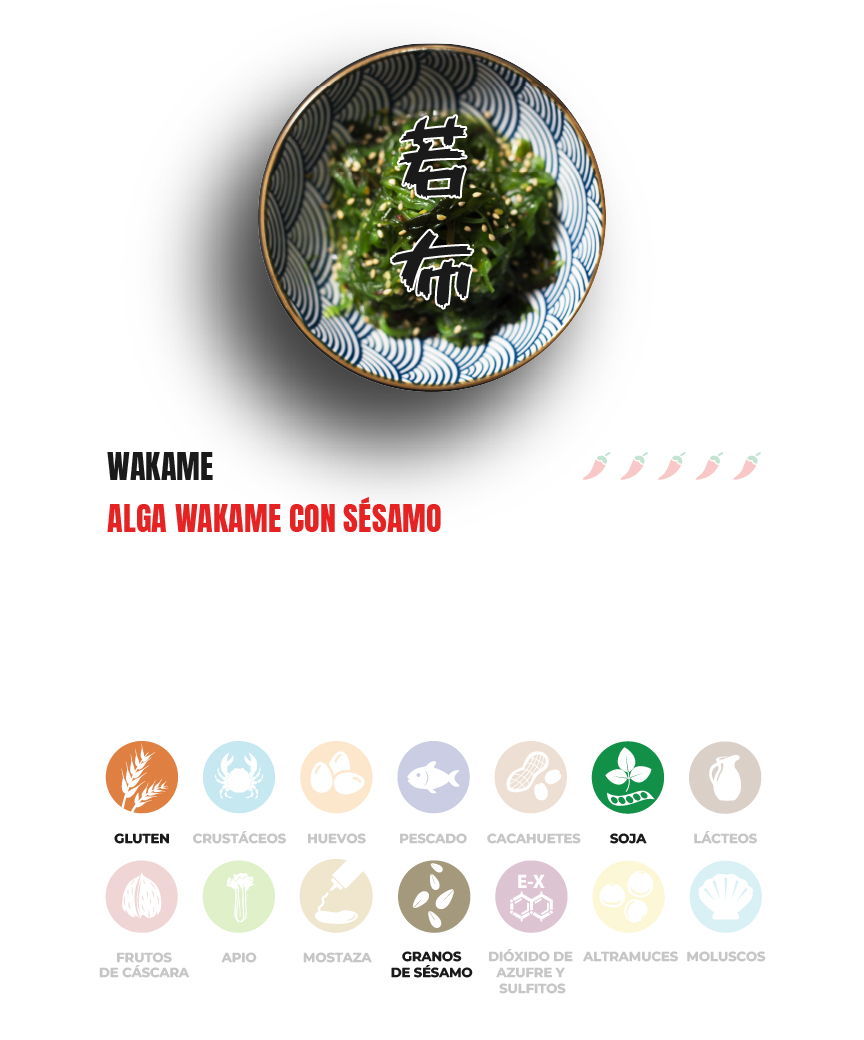 若
布
WAKAME
ALGA WAKAME CON SÉSAMO
GLUTEN
CRUSTÁCEOS
HUEVOS
PESCADO
CACAHUETES
SOJA
LÁCTEOS
FRUTOS
DE CÁSCARA
APIO
MOSTAZA
GRANOS
DE SÉSAMO
E-X
DIÓXIDO DE
AZUFRE Y
SULFITOS
ALTRAMUCES
MOLUSCOS